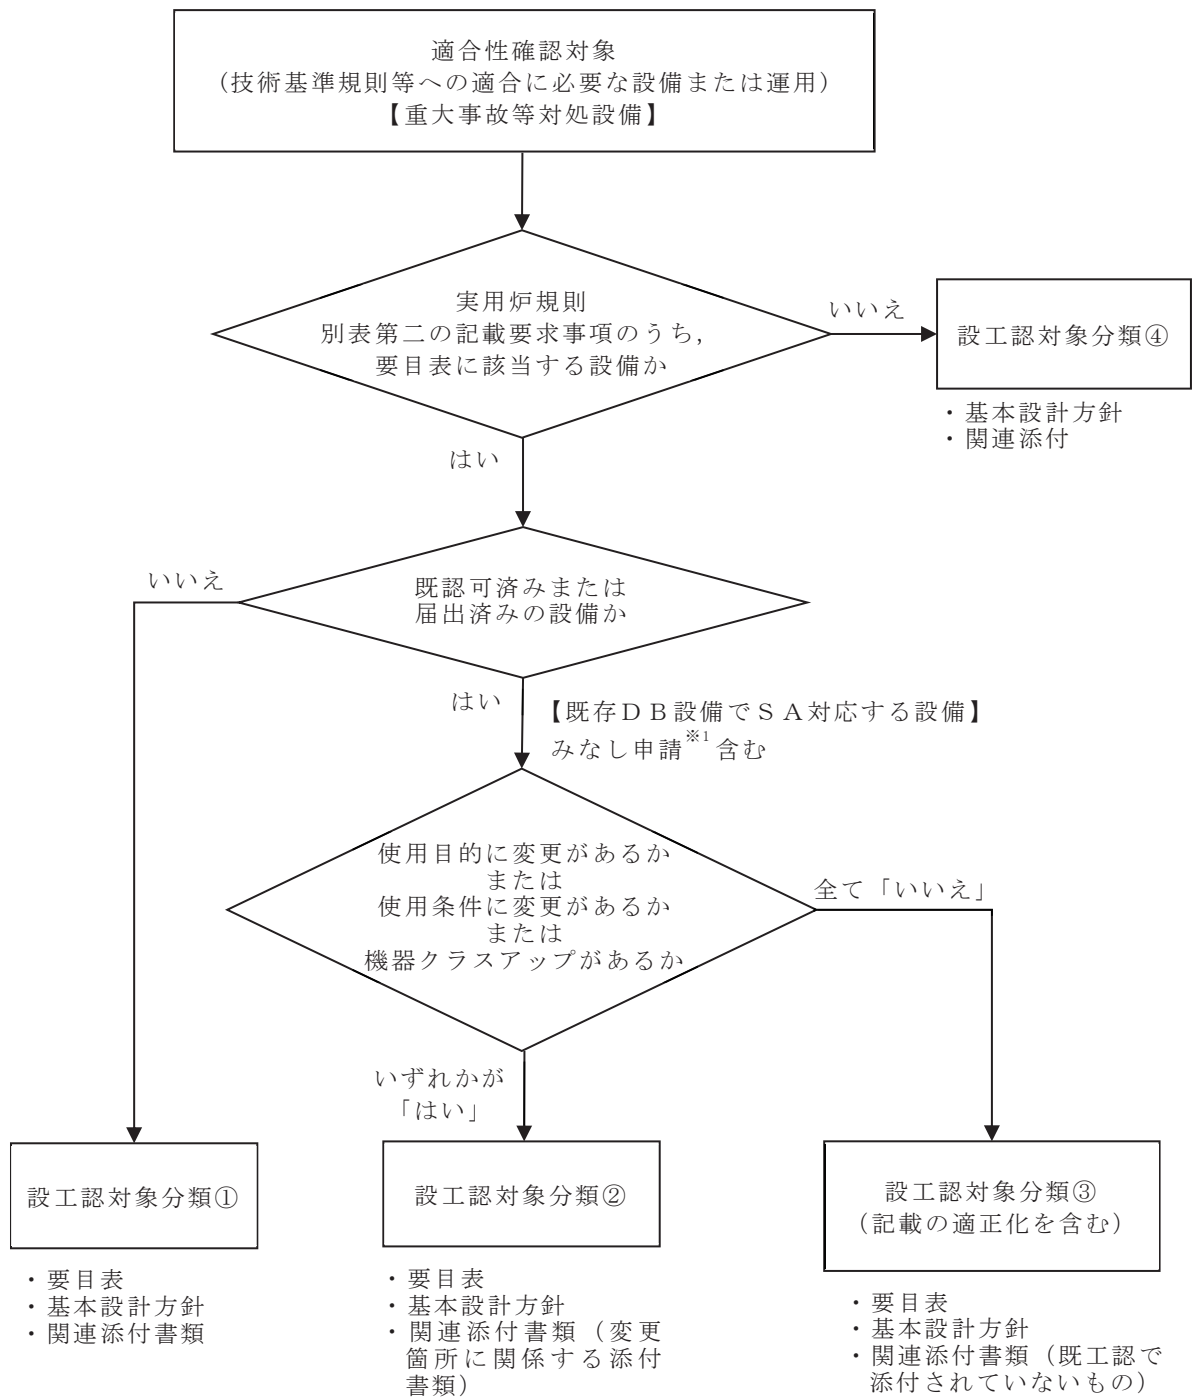 適合性確認対象
（技術基準規則等への適合に必要な設備または運用）
【重大事故等対処設備】
実用炉規則
別表第二の記載要求事項のうち，
要目表に該当する設備か
いいえ
設工認対象分類④
・基本設計方針
・関連添付
はい
いいえ
既認可済みまたは
届出済みの設備か
はい
【既存ＤＢ設備でＳＡ対応する設備】
みなし申請※1含む
使用目的に変更があるか
または
使用条件に変更があるか
または
機器クラスアップがあるか
全て「いいえ」
いずれかが
「はい」
設工認対象分類①
・要目表
・基本設計方針
・関連添付書類
設工認対象分類②
・要目表
・基本設計方針
・関連添付書類（変更
箇所に関係する添付
書類）
設工認対象分類③
（記載の適正化を含む）
・要目表
・基本設計方針
・関連添付書類（既工認で
添付されていないもの）